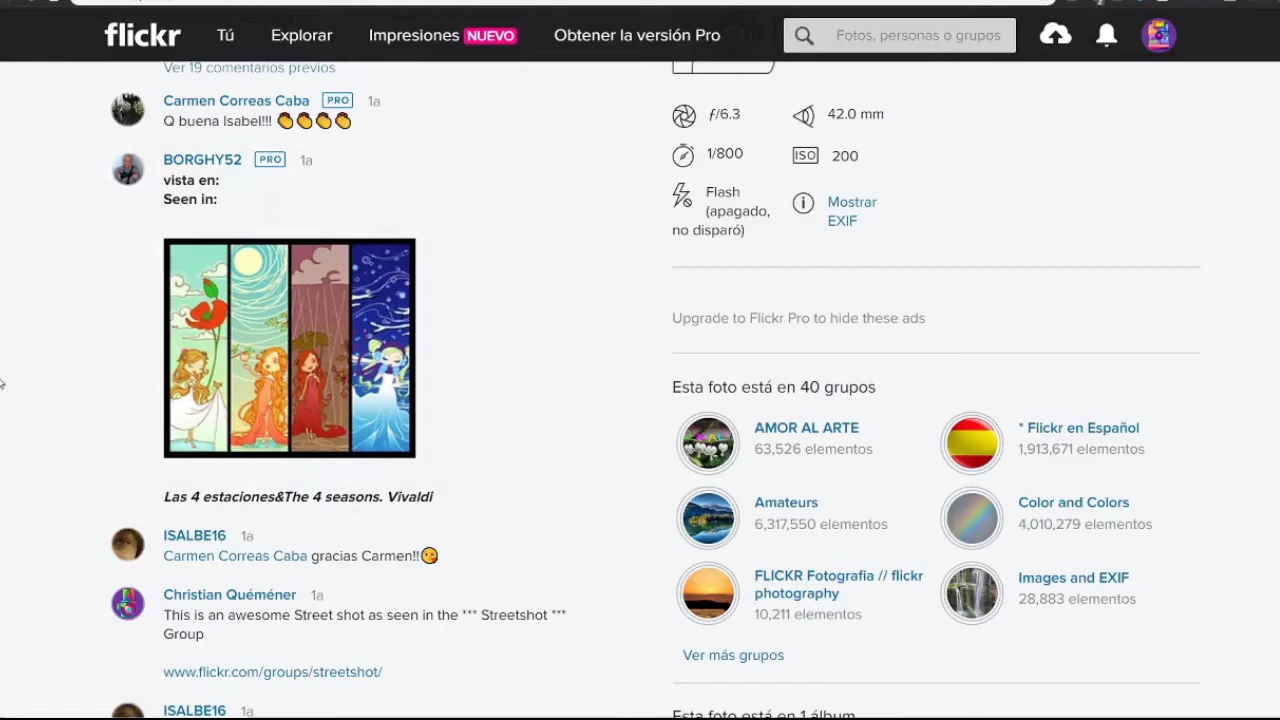 flickr Tú Explorar Impresiones NUEVO Obtener la versión Pro Fotos, personas o grupos
Ver 19 comentarios previos
Carmen Correas Caba PRO 1a
Q buena Isabel!!! 👏👏👏👏
BORGHY52 PRO 1a
vista en:
Seen in:
Las 4 estaciones&The 4 seasons. Vivaldi
ISALBE16 1a
Carmen Correas Caba gracias Carmen!!😘
Christian Quéméner 1a
This is an awesome Street shot as seen in the *** Streetshot ***
Group
www.flickr.com/groups/streetshot/
ISALBE16 1a
ƒ/6.3
42.0 mm
1/800
ISO 200
Flash
(apagado,
no disparó)
Mostrar
EXIF
Upgrade to Flickr Pro to hide these ads
Esta foto está en 40 grupos
AMOR AL ARTE
63,526 elementos
* Flickr en Español
1,913,671 elementos
Amateurs
6,317,550 elementos
Color and Colors
4,010,279 elementos
FLICKR Fotografia // flickr
photography
10,211 elementos
Images and EXIF
28,883 elementos
Ver más grupos
Esta foto está en 1 álbum